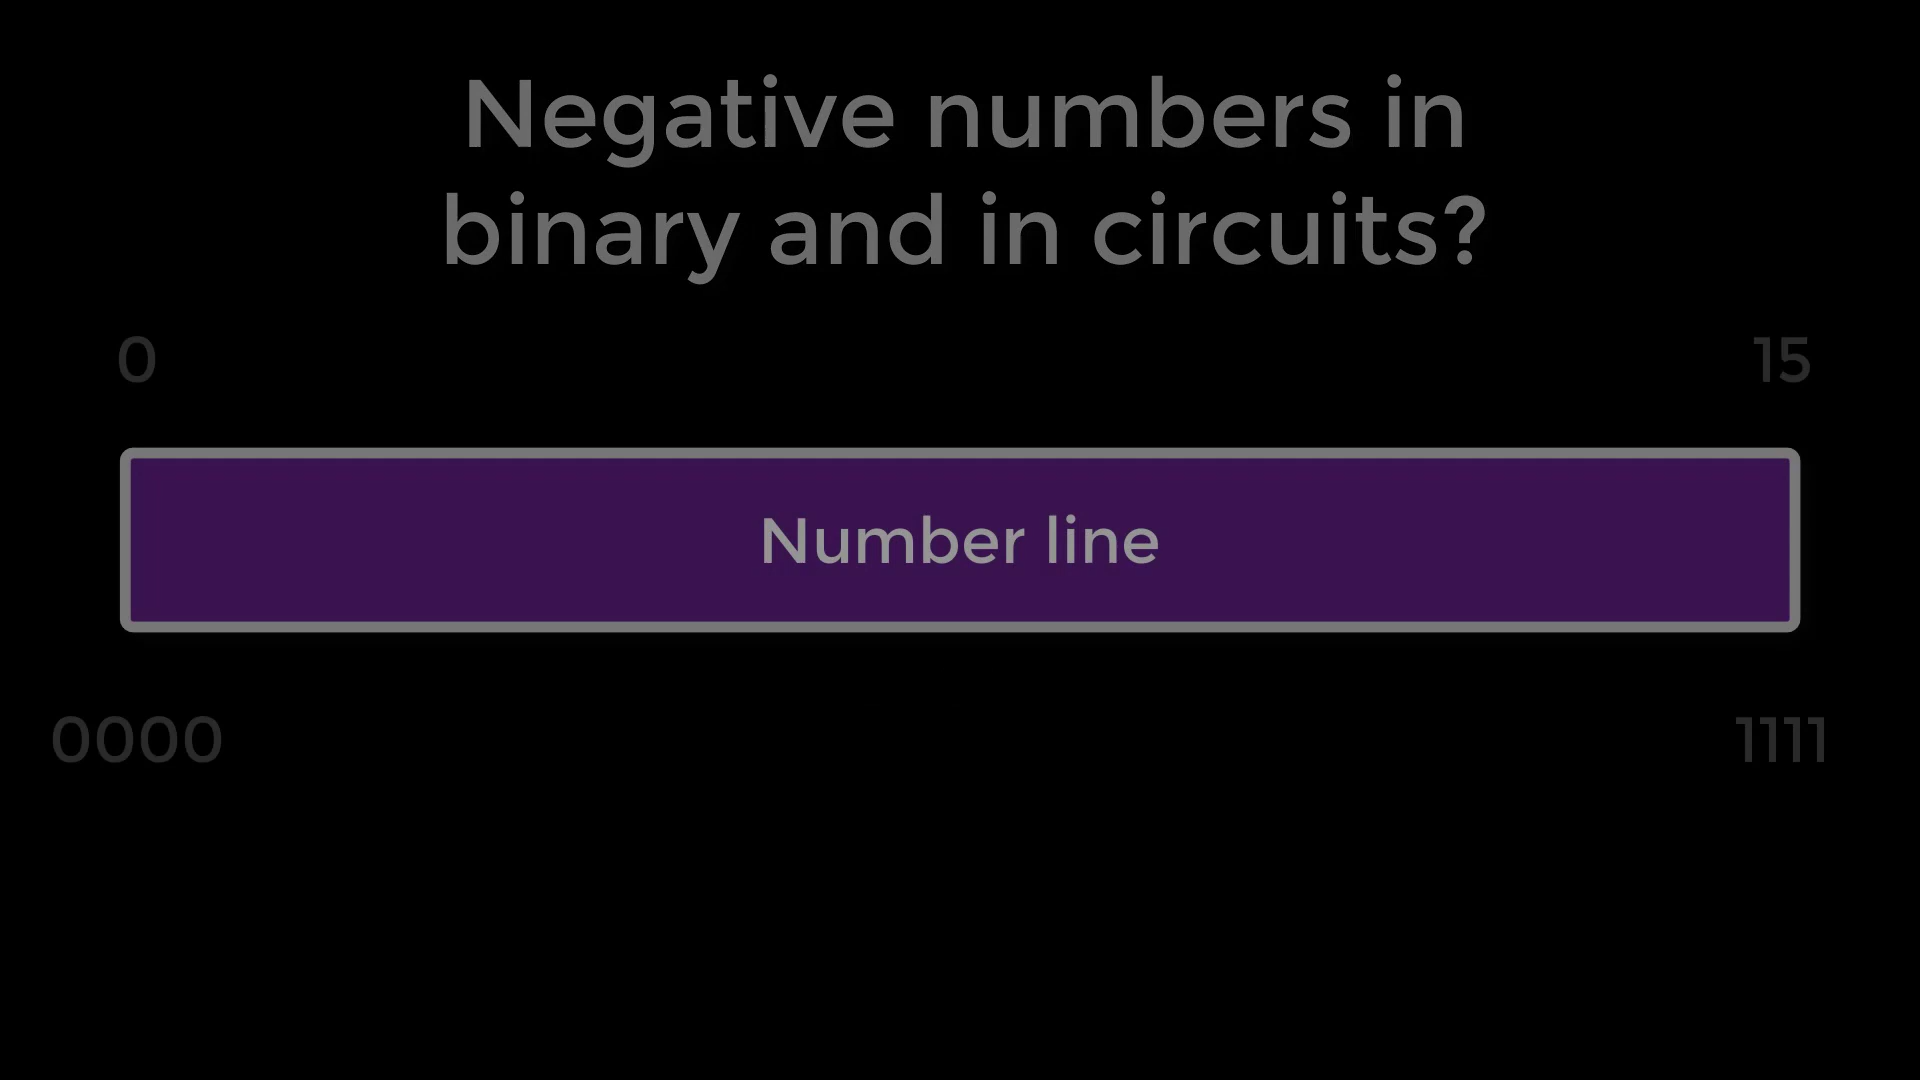 Negative numbers in
binary and in circuits?
0 15
Number line
0000 1111